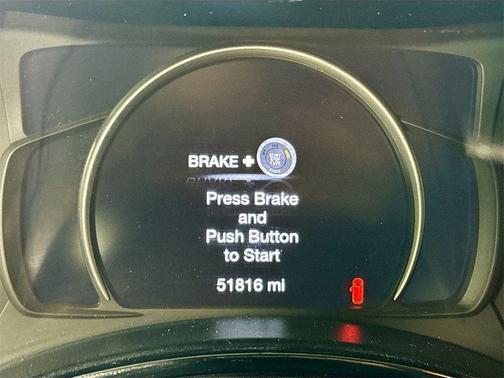 BRAKE +
Press Brake
and
Push Button
to Start
51816 mi